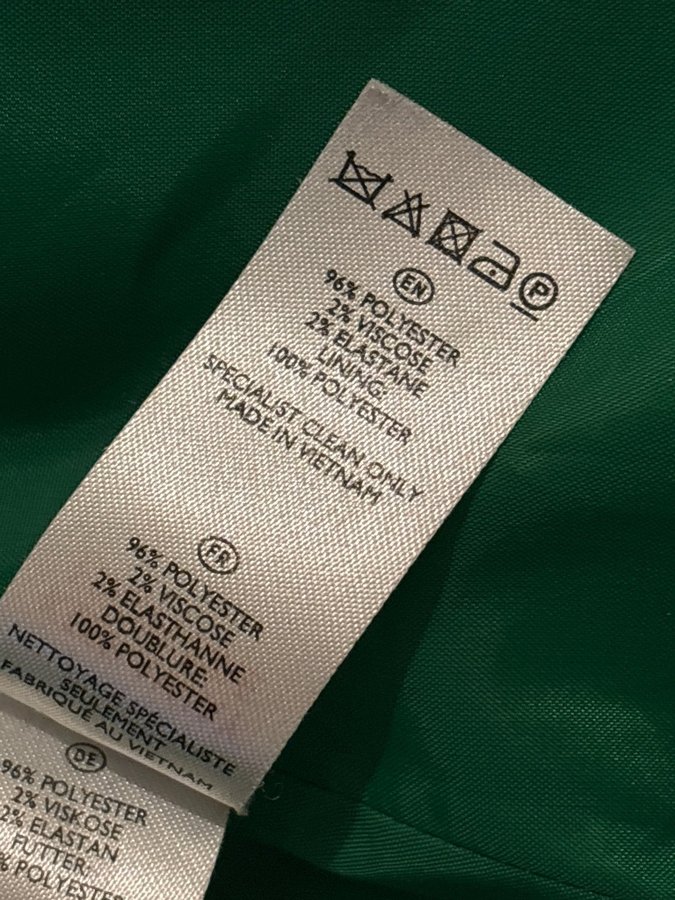 P
EN
96% POLYESTER
2% VISCOSE
2% ELASTANE
LINING:
100% POLYESTER
SPECIALIST CLEAN ONLY
MADE IN VIETNAM
FR
96% POLYESTER
2% VISCOSE
2% ELASTHANNE
DOUBLURE:
100% POLYESTER
NETTOYAGE SPÉCIALISTE
SEULEMENT
FABRIQUÉ AU VIETNAM
DE
96% POLYESTER
2% VISKOSE
2% ELASTAN
FUTTER:
% POLYESTER